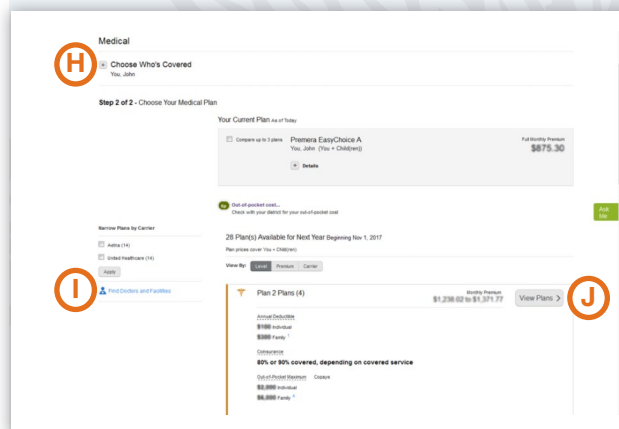 Medical
H
Choose Who's Covered
You, John
Step 2 of 2 - Choose Your Medical Plan
Your Current Plan As of Today
Compare up to 3 plans
Premera EasyChoice A
You, John (You + Child(ren))
Details
Full Monthly Premium
$875.30
Out-of-pocket cost...
Check with your district for your out-of-pocket cost
Ask Me
Narrow Plans by Carrier
Aetna (14)
United Healthcare (14)
Apply
I
Find Doctors and Facilities
28 Plan(s) Available for Next Year Beginning Nov 1, 2017
Plan prices cover You + Child(ren)
View By: Level Premium Carrier
Plan 2 Plans (4)
Monthly Premium
$1,238.02 to $1,371.77
View Plans >
J
Annual Deductible
$100 Individual
$300 Family
Coinsurance
80% or 90% covered, depending on covered service
Out-of-Pocket Maximum Copays
$2,000 Individual
$6,000 Family